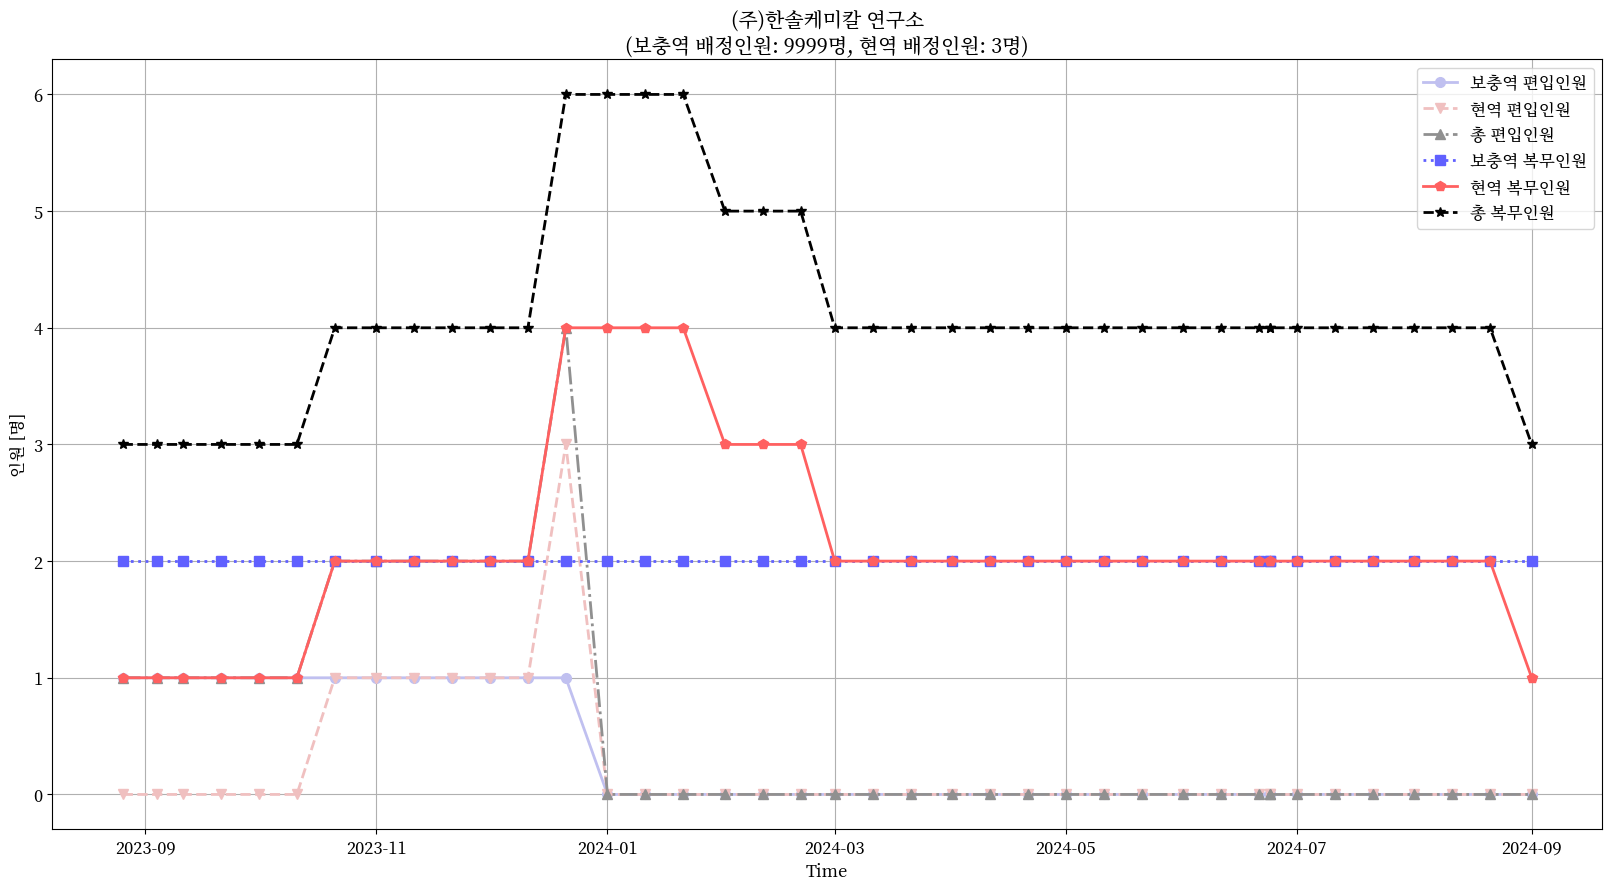 (주)한솔케미칼 연구소
(보충역 배정인원: 9999명, 현역 배정인원: 3명)
보충역 편입인원
현역 편입인원
총 편입인원
보충역 복무인원
현역 복무인원
총 복무인원
인원 [명]
6
5
4
3
2
1
0
2023-09 2023-11 2024-01 2024-03 2024-05 2024-07 2024-09
Time